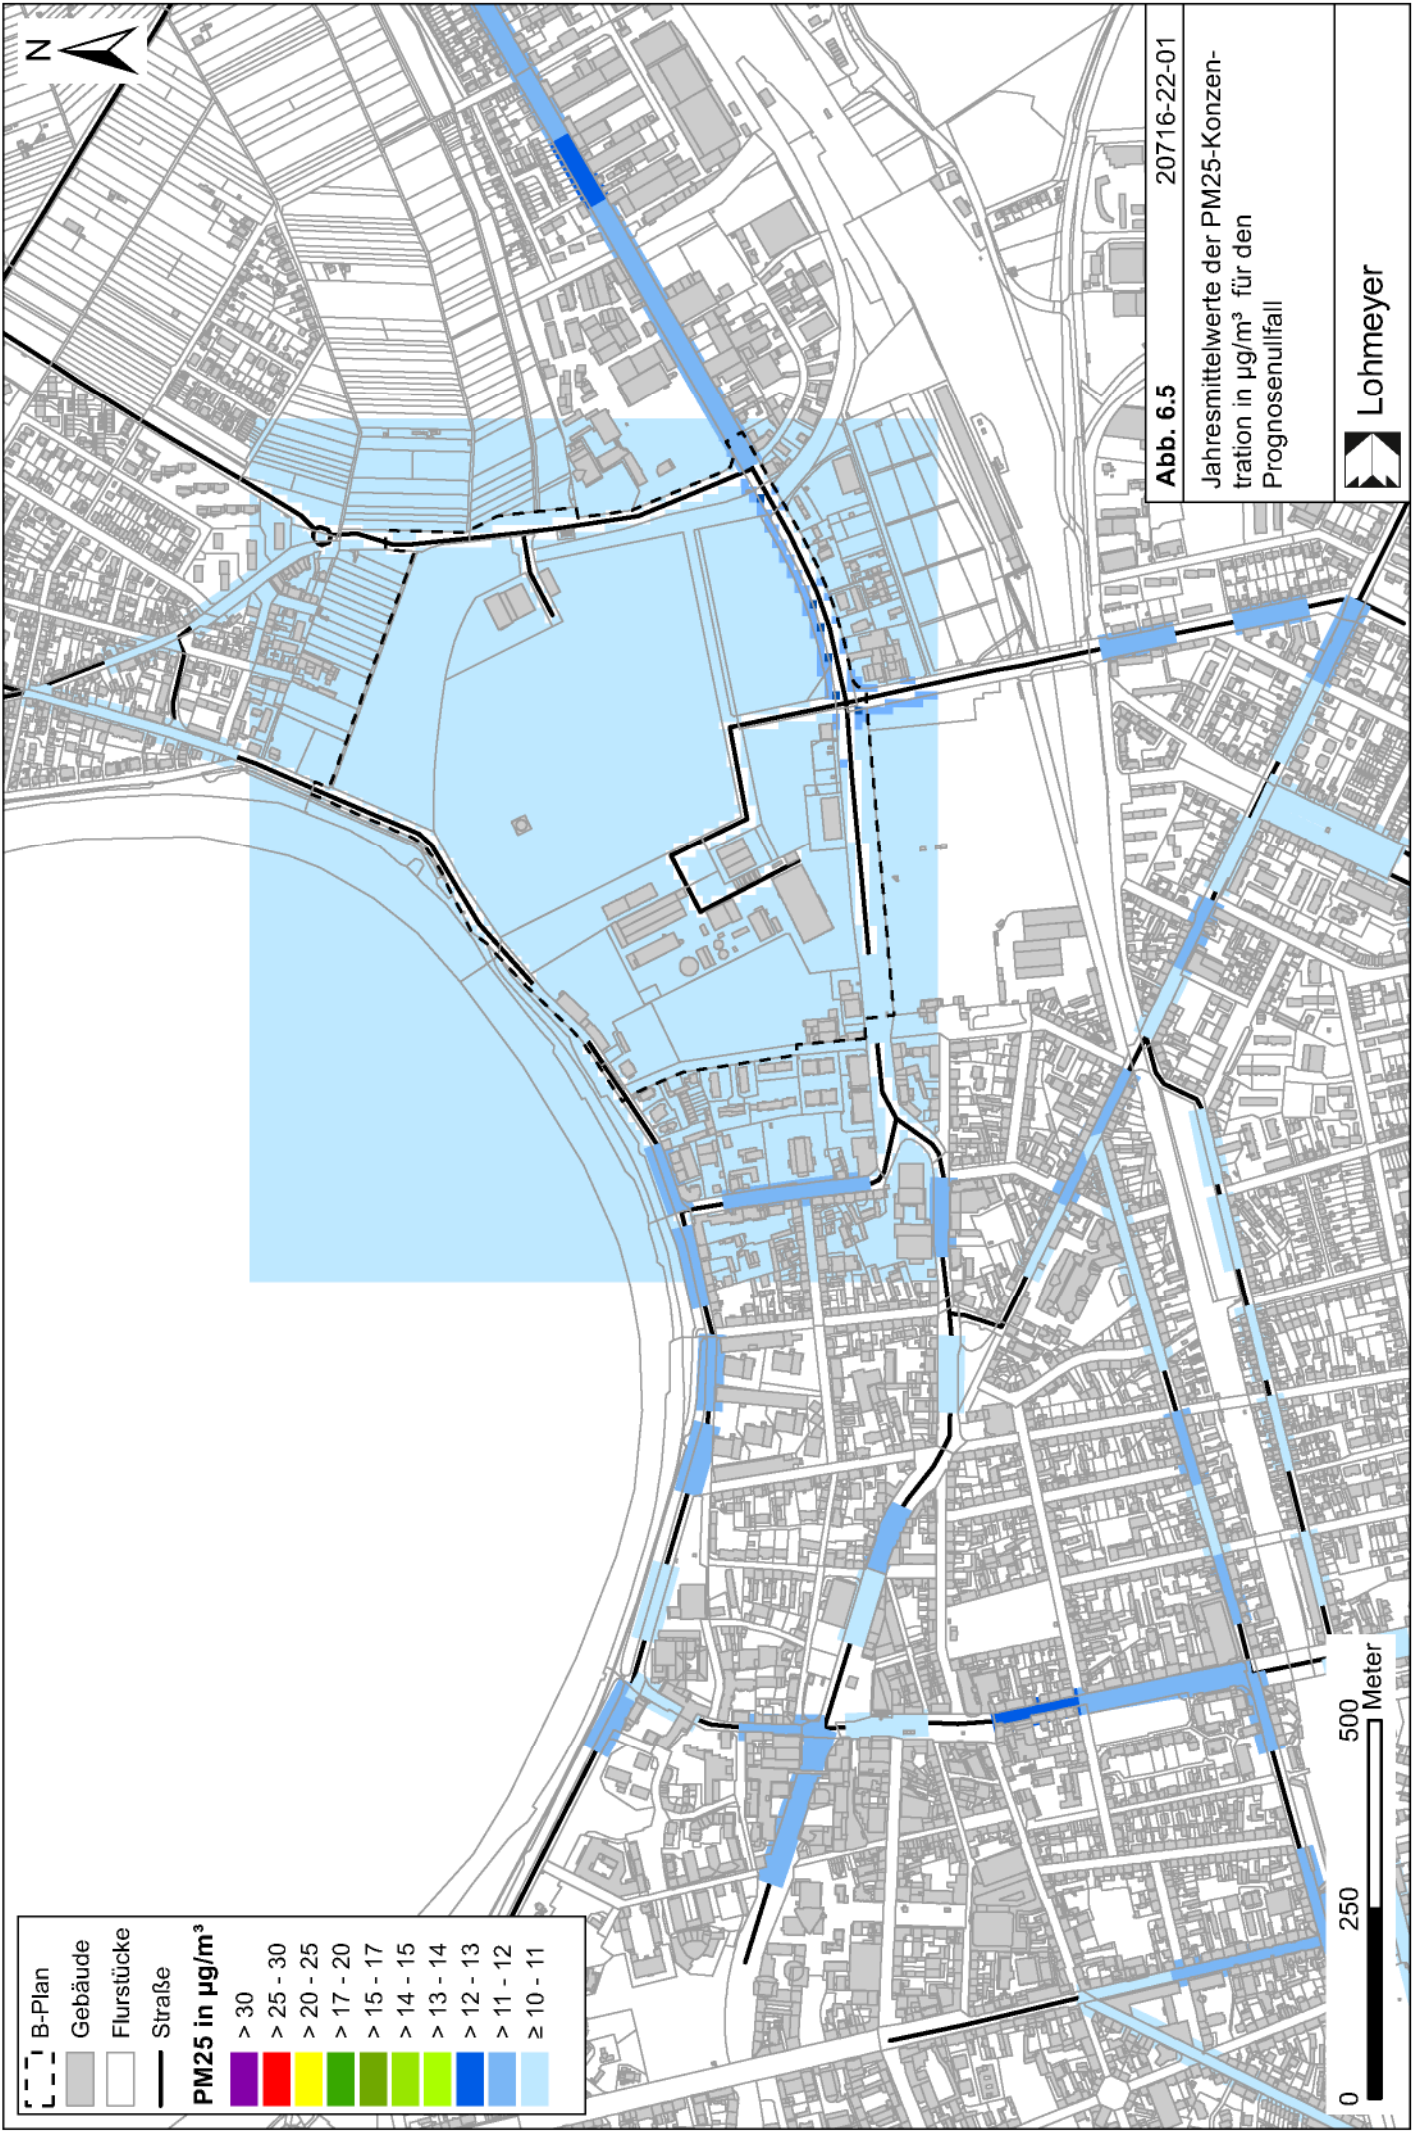 N
B-Plan
Gebäude
Flurstücke
Straße
PM25 in µg/m³
> 30
> 25 - 30
> 20 - 25
> 17 - 20
> 15 - 17
> 14 - 15
> 13 - 14
> 12 - 13
> 11 - 12
≥ 10 - 11
0 250 500
Meter
Abb. 6.5 20716-22-01
Jahresmittelwerte der PM25-Konzen-
tration in µg/m³ für den
Prognosenullfall
Lohmeyer